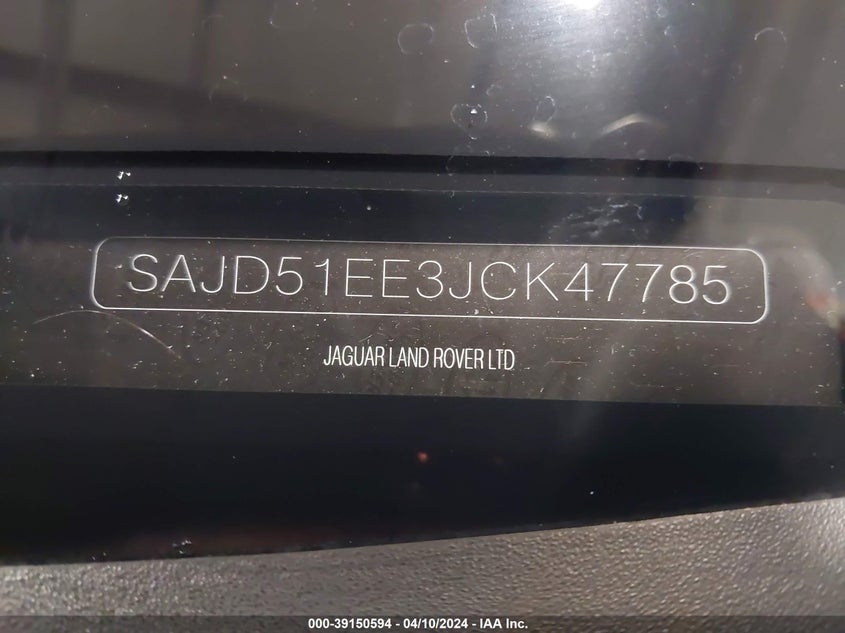 SAJD51EE3JCK47785
JAGUAR LAND ROVER LTD
000-39150594 - 04/10/2024 - IAA Inc.